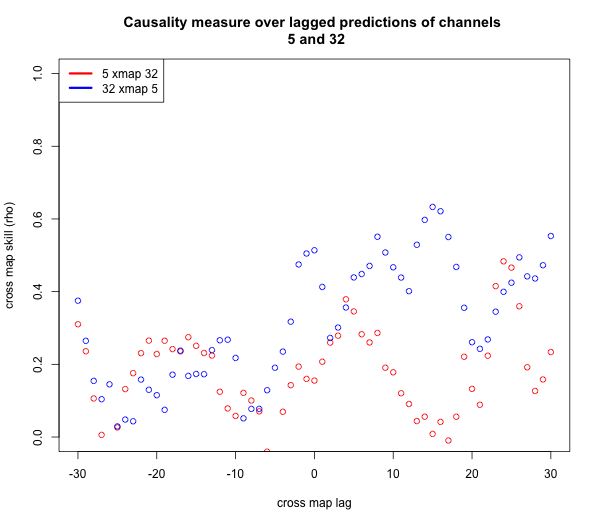 Causality measure over lagged predictions of channels
5 and 32
5 xmap 32
32 xmap 5
cross map skill (rho)
1.0
0.8
0.6
0.4
0.2
0.0
-30
-20
-10
0
10
20
30
cross map lag